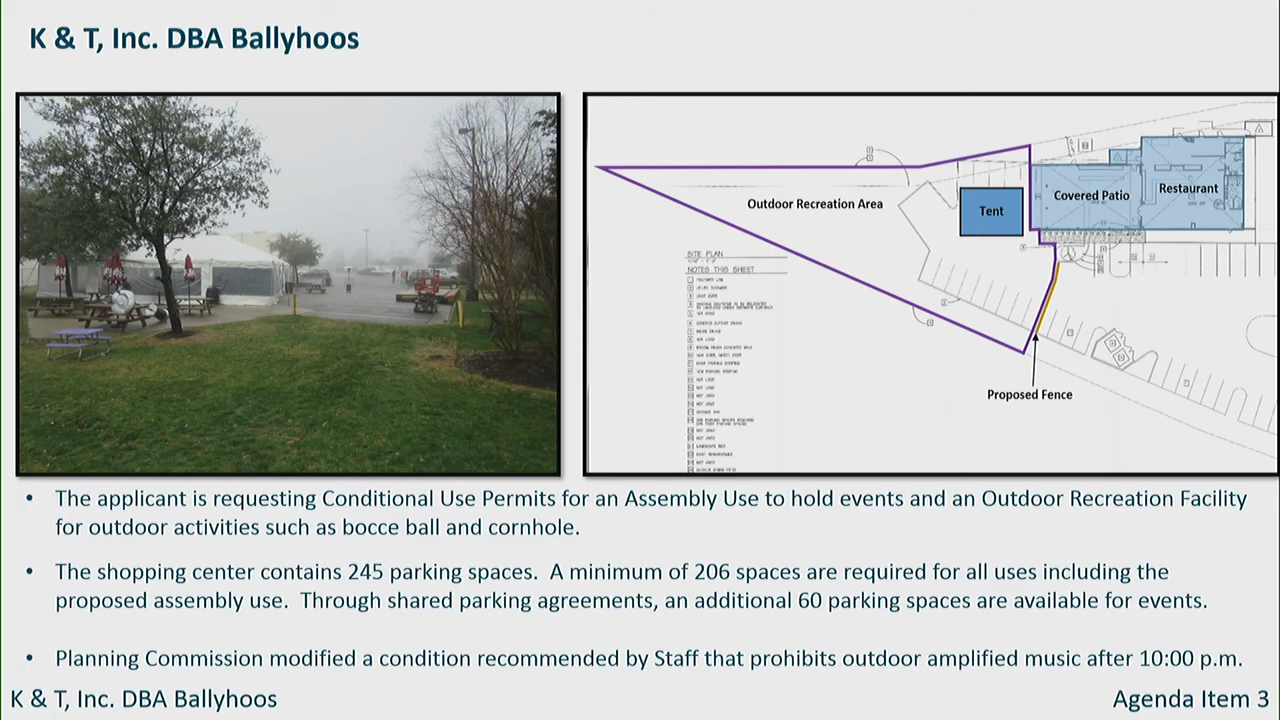 K & T, Inc. DBA Ballyhoos
Outdoor Recreation Area
Tent
Covered Patio
Restaurant
SITE PLAN
NOTES THIS SHEET
Proposed Fence
• The applicant is requesting Conditional Use Permits for an Assembly Use to hold events and an Outdoor Recreation Facility
for outdoor activities such as bocce ball and cornhole.
• The shopping center contains 245 parking spaces. A minimum of 206 spaces are required for all uses including the
proposed assembly use. Through shared parking agreements, an additional 60 parking spaces are available for events.
• Planning Commission modified a condition recommended by Staff that prohibits outdoor amplified music after 10:00 p.m.
K & T, Inc. DBA Ballyhoos
Agenda Item 3